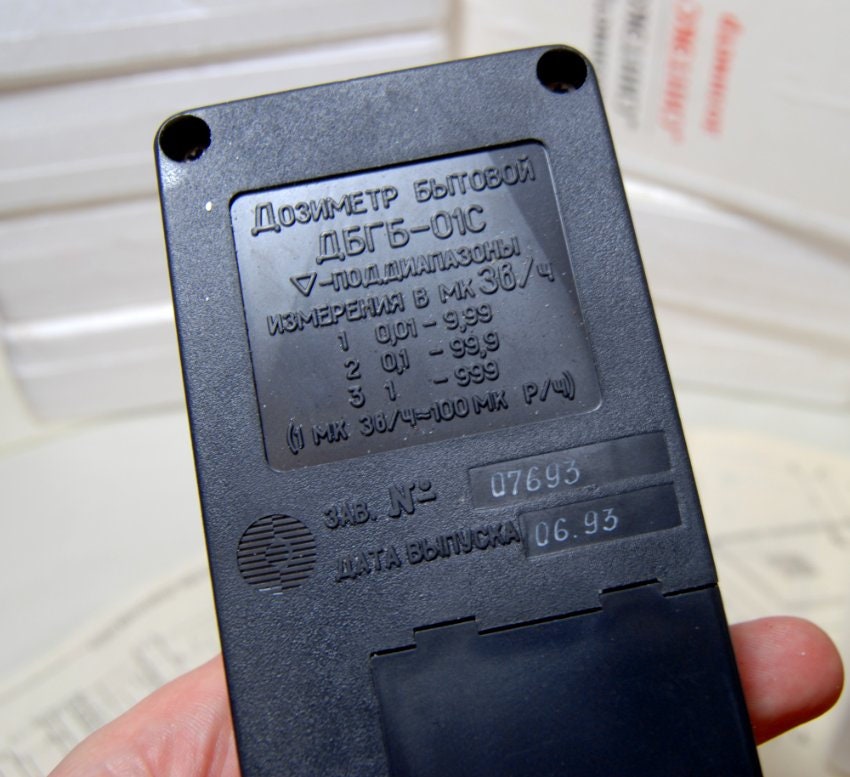 Дозиметр бытовой
ДБГБ-01С
▽-поддиапазоны
измерения в мк Зв/ч
1 0,01 - 9,99
2 0,1 - 99,9
3 1 - 999
(1 мк Зв/ч≈100 мк Р/ч)
ЗАВ. № 07693
ДАТА ВЫПУСКА 06.93